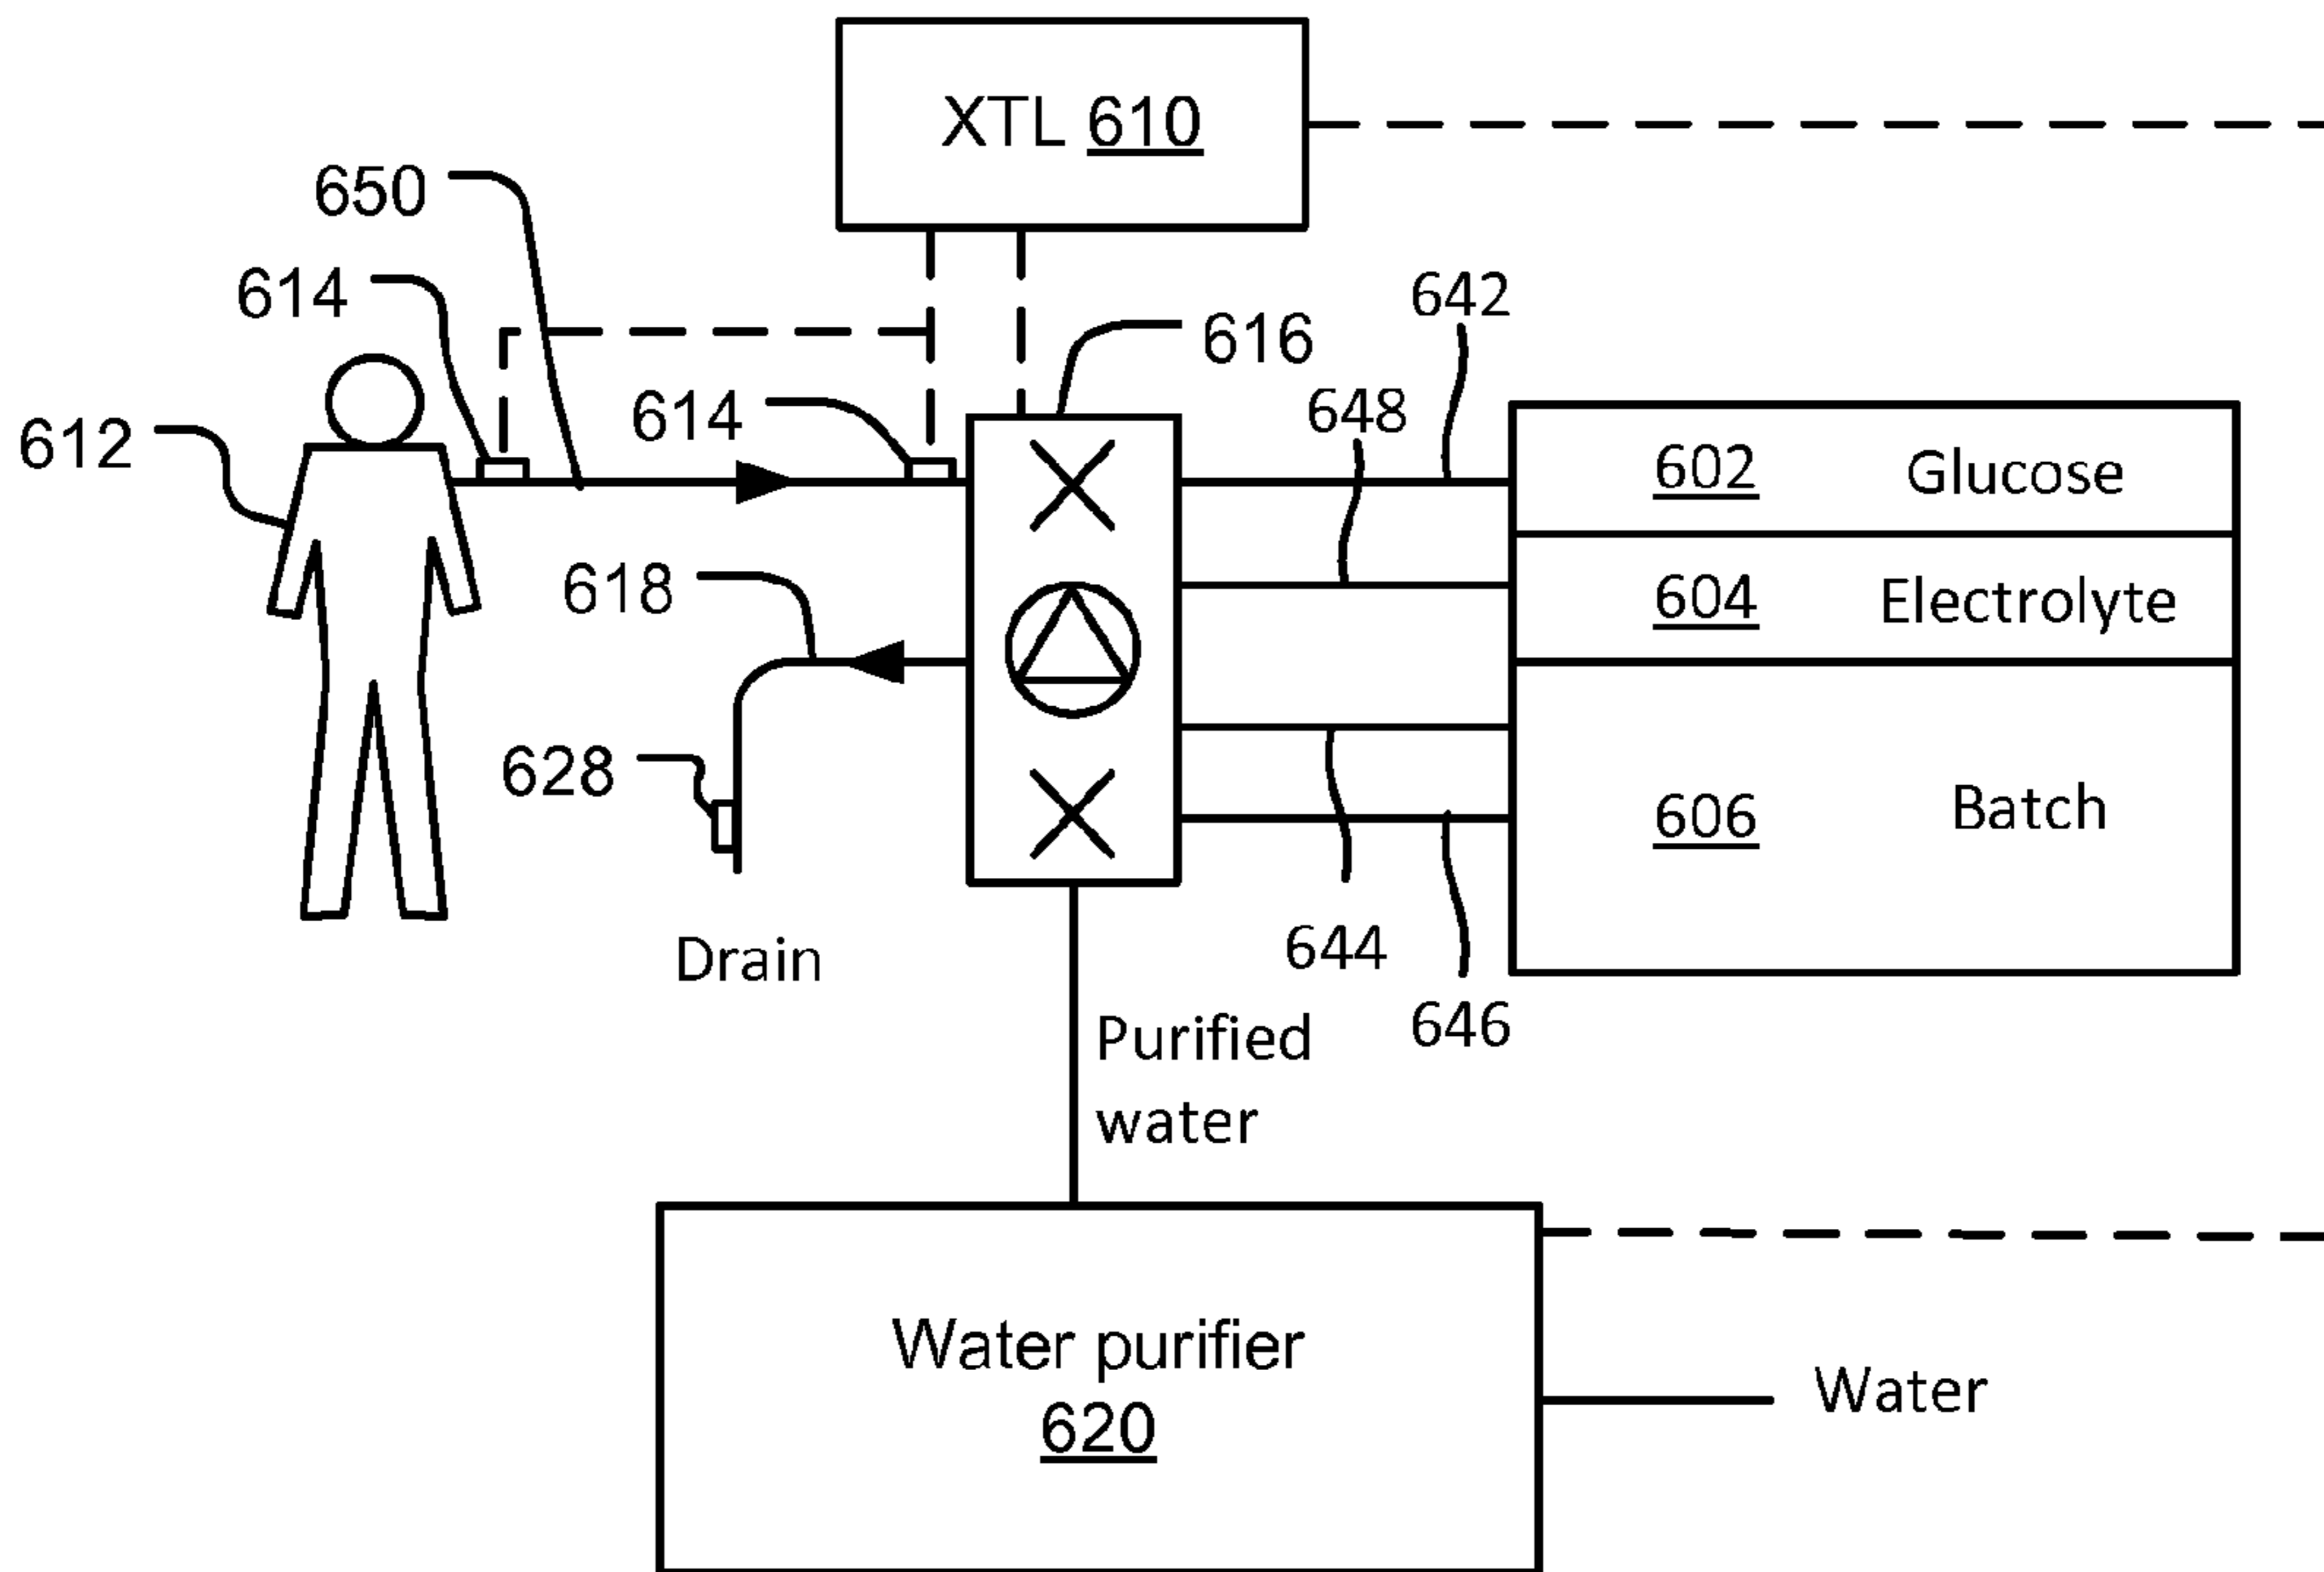 XTL 610
650
614
642
616
648
614
612
602 Glucose
618
604 Electrolyte
628
606 Batch
644
Drain
646
Purified
water
Water purifier
620
Water